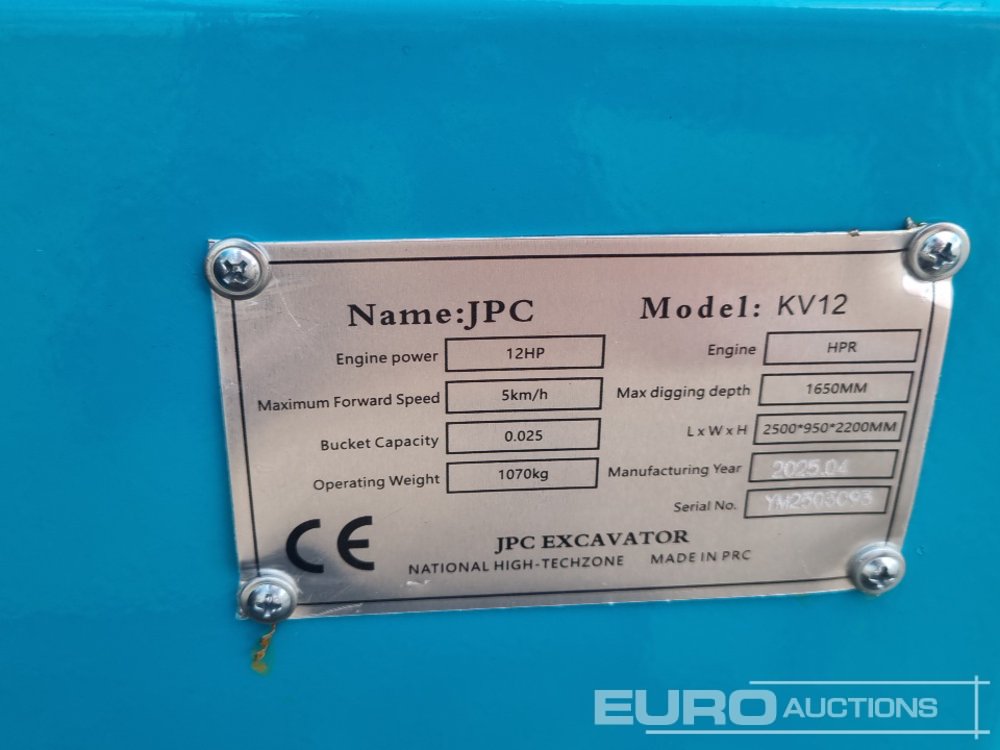 Name:JPC Model: KV12
Engine power 12HP Engine HPR
Maximum Forward Speed 5km/h Max digging depth 1650MM
Bucket Capacity 0.025 L x W x H 2500*950*2200MM
Operating Weight 1070kg Manufacturing Year 2025.04
Serial No. YM2503093
CE
JPC EXCAVATOR
NATIONAL HIGH-TECHZONE MADE IN PRC
EURO AUCTIONS